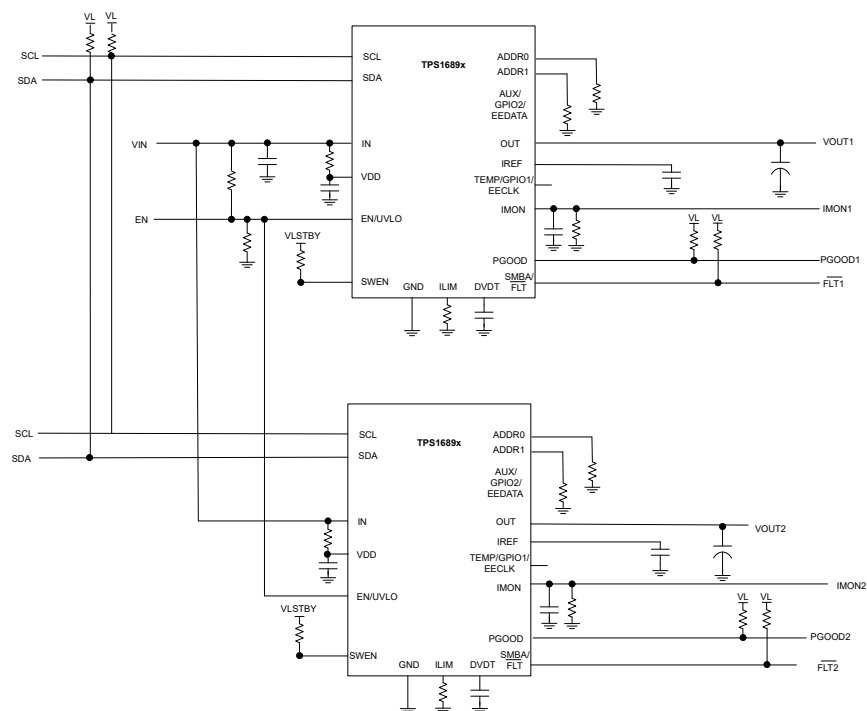 VL
VL
SCL
SDA
SCL
SDA
TPS1689x
ADDR0
ADDR1
AUX/
GPIO2/
EEDATA
VIN
IN
OUT
VOUT1
IREF
VDD
TEMP/GPIO1/
EECLK
EN
EN/UVLO
IMON
IMON1
VL
VL
VLSTBY
PGOOD
PGOOD1
SWEN
GND
ILIM
DVDT
SMBA/
FLT
FLT1
SCL
SDA
SCL
SDA
TPS1689x
ADDR0
ADDR1
AUX/
GPIO2/
EEDATA
IN
OUT
VOUT2
IREF
VDD
TEMP/GPIO1/
EECLK
EN/UVLO
IMON
IMON2
VL
VL
VLSTBY
PGOOD
PGOOD2
SWEN
GND
ILIM
DVDT
SMBA/
FLT
FLT2